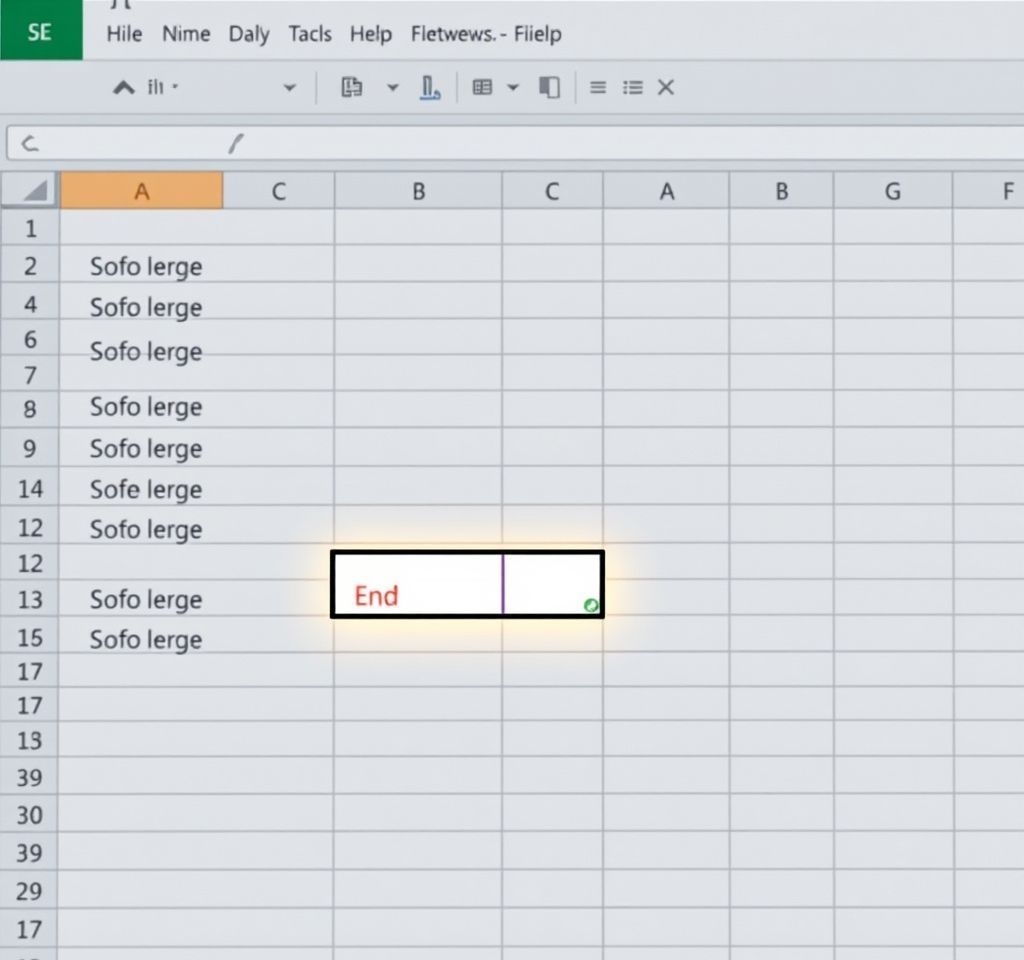 SE
Hile Nime Daly Tacls Help Fletwews.- Fiielp
A C B C A B G F
1
2 Sofo lerge
4 Sofo lerge
6 Sofo lerge
7
8 Sofo lerge
9 Sofo lerge
14 Sofe lerge
12 Sofo lerge
12
End
13 Sofo lerge
15 Sofo lerge
17
17
13
39
30
39
29
17